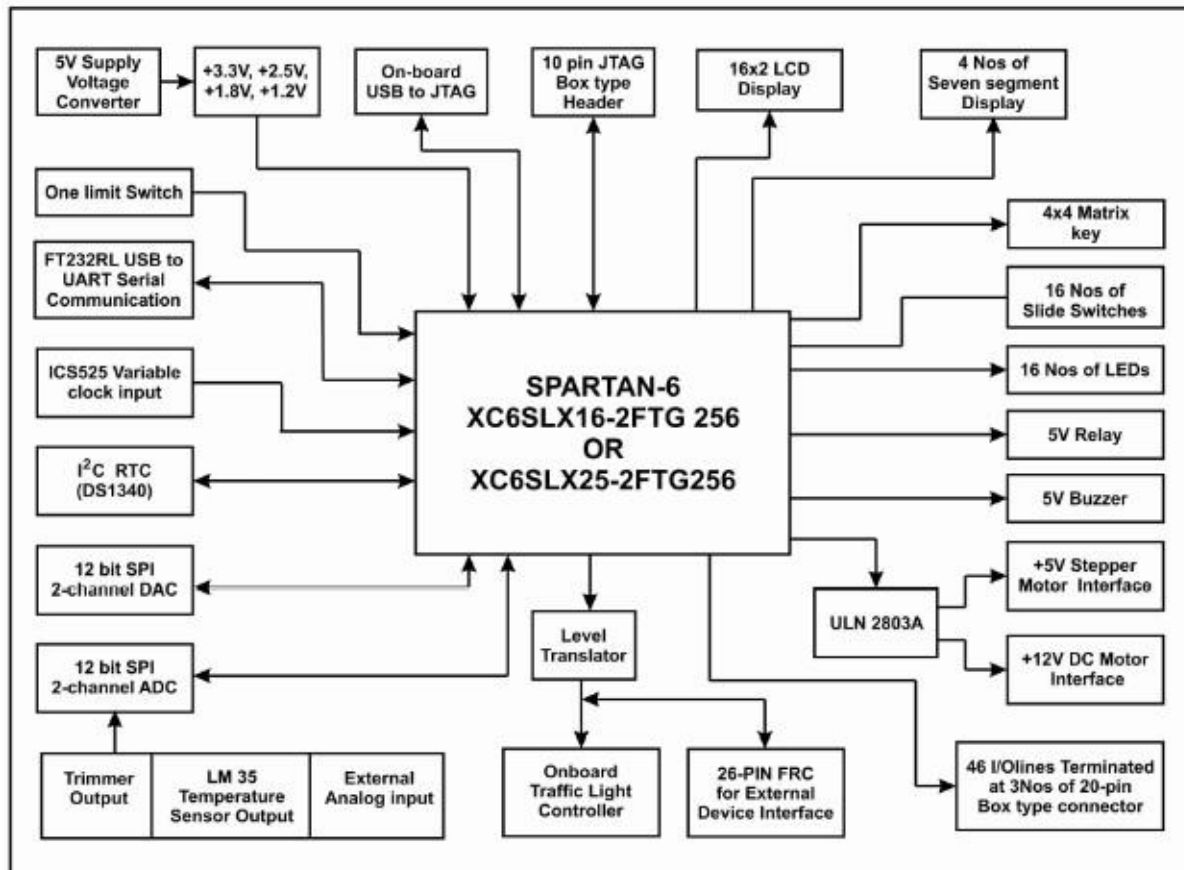 5V Supply
Voltage
Converter
+3.3V, +2.5V,
+1.8V, +1.2V
On-board
USB to JTAG
10 pin JTAG
Box type
Header
16x2 LCD
Display
4 Nos of
Seven segment
Display
One limit Switch
FT232RL USB to
UART Serial
Communication
ICS525 Variable
clock input
I²C RTC
(DS1340)
12 bit SPI
2-channel DAC
12 bit SPI
2-channel ADC
Trimmer
Output
LM 35
Temperature
Sensor Output
External
Analog input
SPARTAN-6
XC6SLX16-2FTG 256
OR
XC6SLX25-2FTG256
4x4 Matrix
key
16 Nos of
Slide Switches
16 Nos of LEDs
5V Relay
5V Buzzer
ULN 2803A
+5V Stepper
Motor Interface
+12V DC Motor
Interface
Level
Translator
Onboard
Traffic Light
Controller
26-PIN FRC
for External
Device Interface
46 I/Olines Terminated
at 3Nos of 20-pin
Box type connector